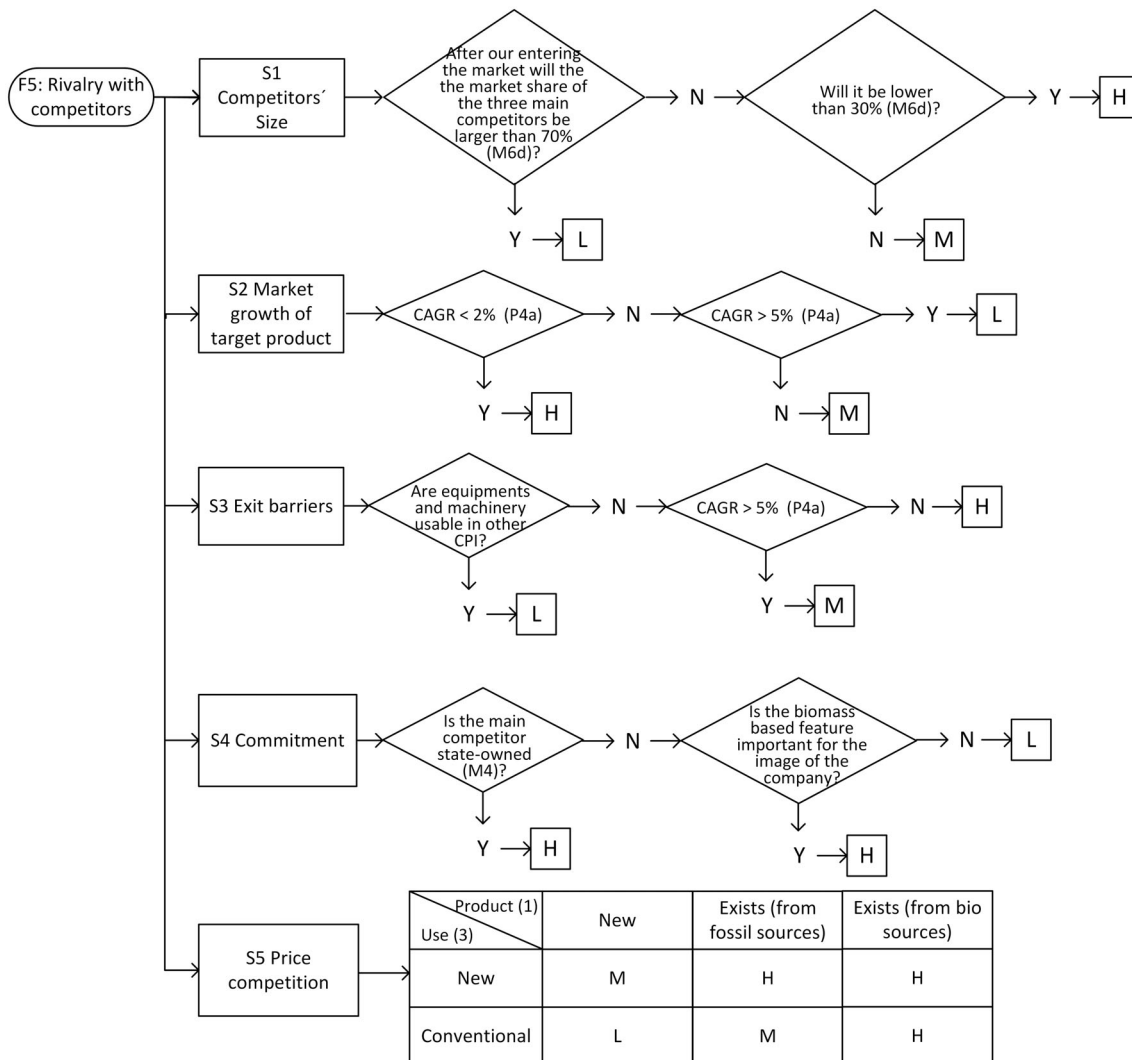 F5: Rivalry with
competitors
S1
Competitors´
Size
After our entering
the market will the
the market share of
the three main
competitors be
larger than 70%
(M6d)?
N
Will it be lower
than 30% (M6d)?
Y
H
Y
L
N
M
S2 Market
growth of
target product
CAGR < 2% (P4a)
N
CAGR > 5% (P4a)
Y
L
Y
H
N
M
S3 Exit barriers
Are equipments
and machinery
usable in other
CPI?
N
CAGR > 5% (P4a)
N
H
Y
L
Y
M
S4 Commitment
Is the main
competitor
state-owned
(M4)?
N
Is the biomass
based feature
important for the
image of the
company?
N
L
Y
H
Y
H
S5 Price
competition
Product (1)
Use (3)
New
Exists (from
fossil sources)
Exists (from bio
sources)
New
M
H
H
Conventional
L
M
H